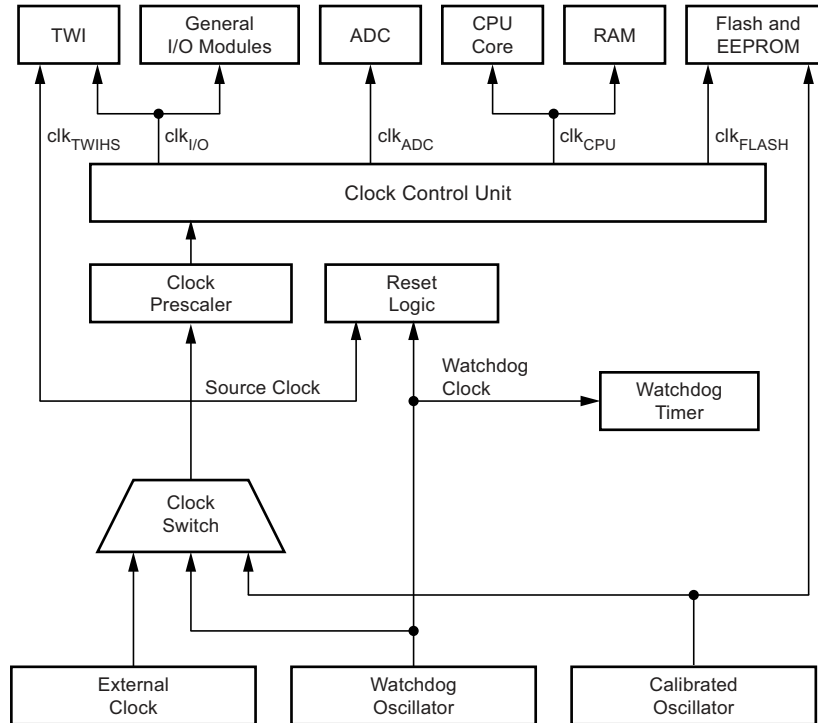 TWI
General
I/O Modules
ADC
CPU
Core
RAM
Flash and
EEPROM
clkTWIHS
clkI/O
clkADC
clkCPU
clkFLASH
Clock Control Unit
Clock
Prescaler
Reset
Logic
Source Clock
Watchdog
Clock
Watchdog
Timer
Clock
Switch
External
Clock
Watchdog
Oscillator
Calibrated
Oscillator